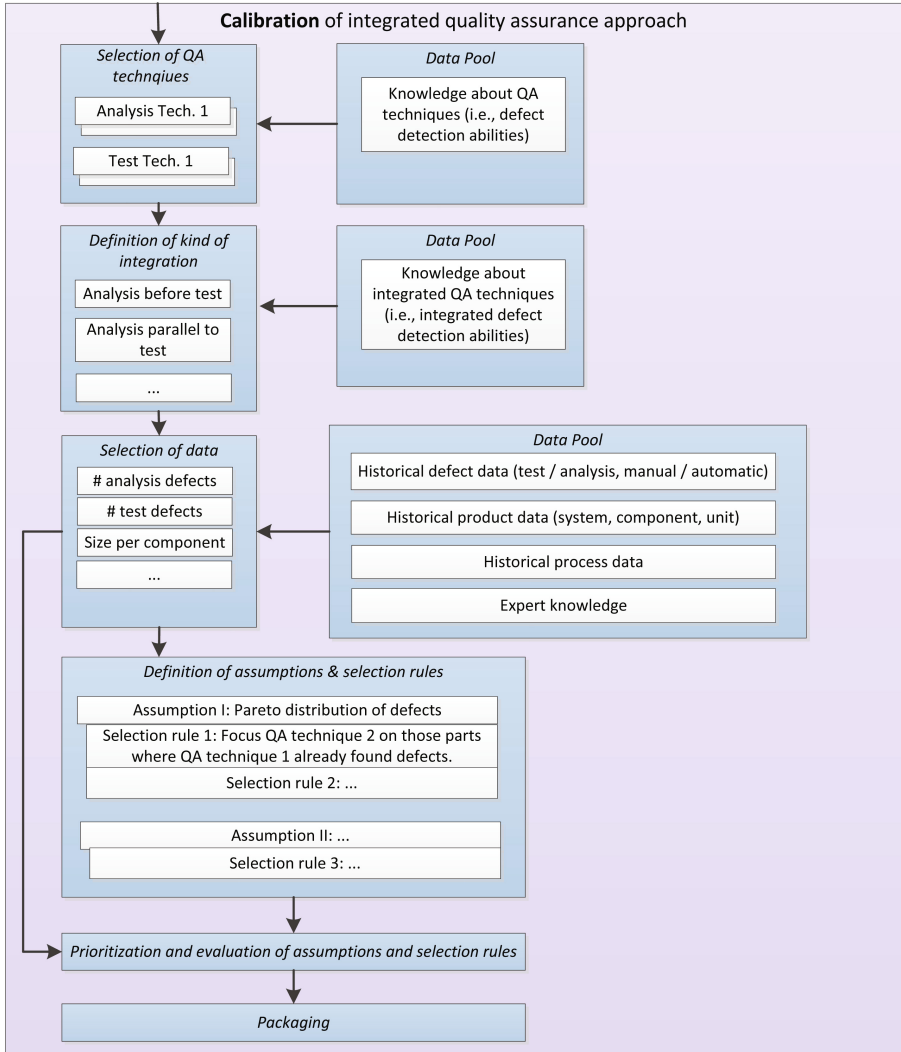 Calibration of integrated quality assurance approach
Selection of QA
technqiues
Analysis Tech. 1
Test Tech. 1
Data Pool
Knowledge about QA
techniques (i.e., defect
detection abilities)
Definition of kind of
integration
Analysis before test
Analysis parallel to
test
...
Data Pool
Knowledge about
integrated QA techniques
(i.e., integrated defect
detection abilities)
Selection of data
# analysis defects
# test defects
Size per component
...
Data Pool
Historical defect data (test / analysis, manual / automatic)
Historical product data (system, component, unit)
Historical process data
Expert knowledge
Definition of assumptions & selection rules
Assumption I: Pareto distribution of defects
Selection rule 1: Focus QA technique 2 on those parts
where QA technique 1 already found defects.
Selection rule 2: ...
Assumption II: ...
Selection rule 3: ...
Prioritization and evaluation of assumptions and selection rules
Packaging